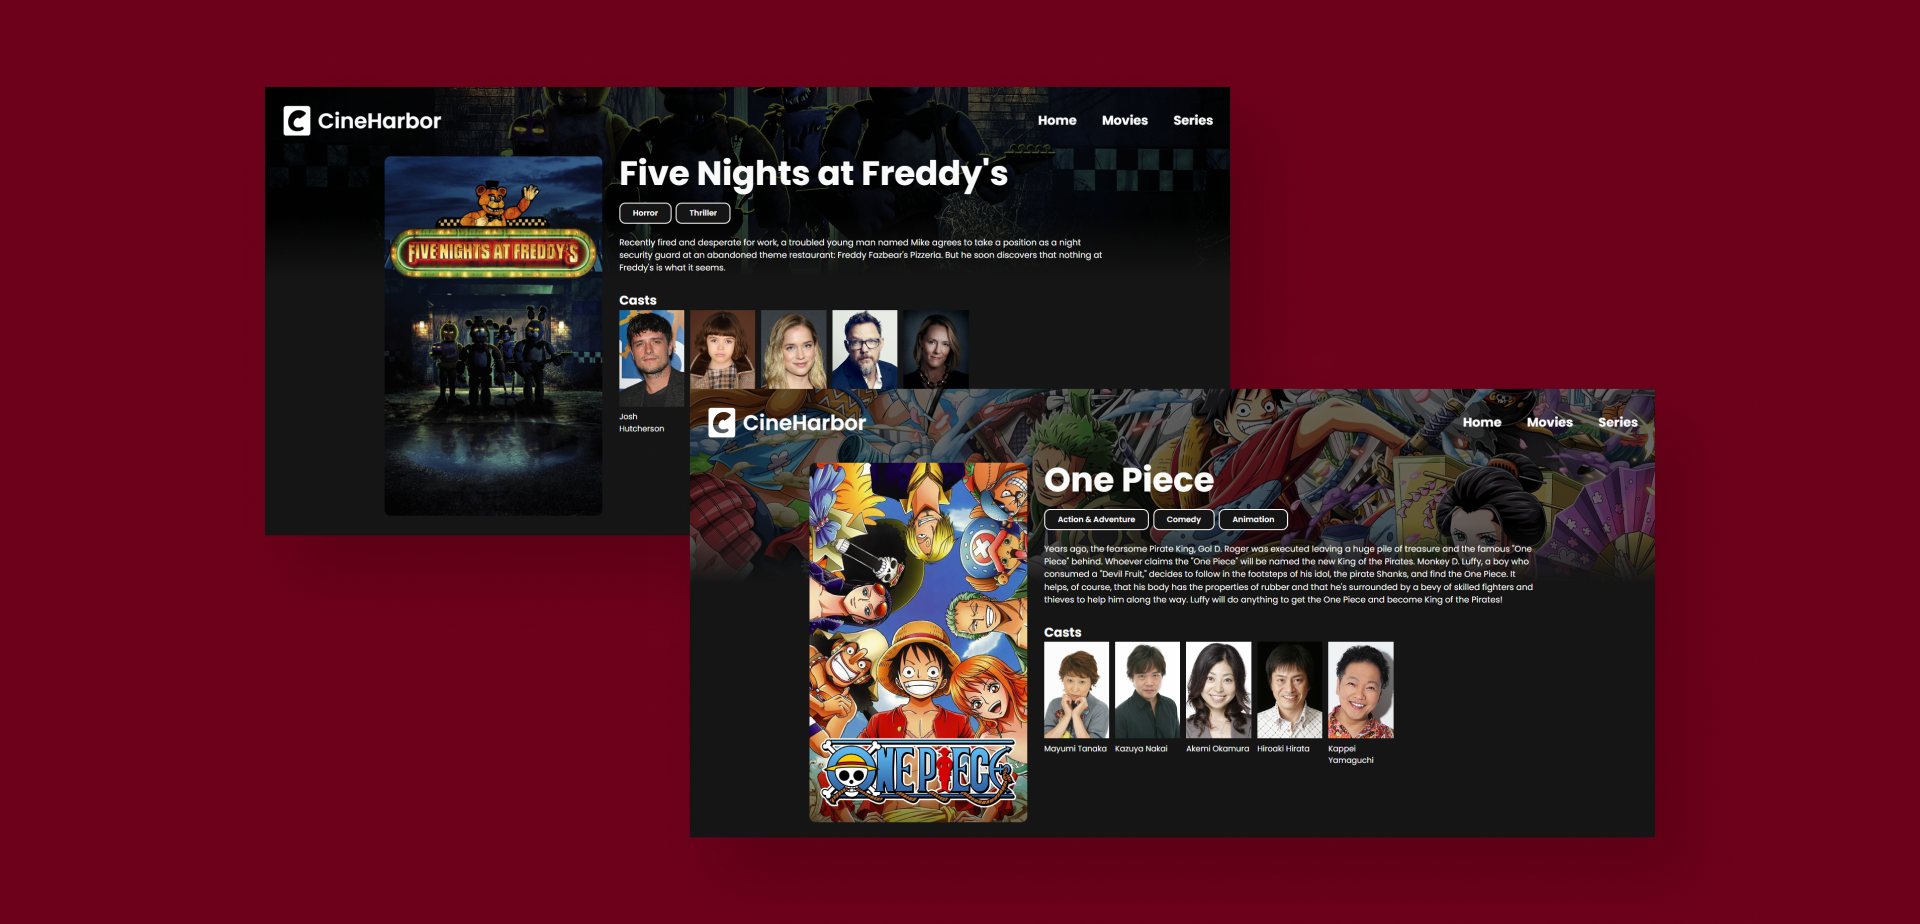 CineHarbor
Home Movies Series
Five Nights at Freddy's
Horror Thriller
Recently fired and desperate for work, a troubled young man named Mike agrees to take a position as a night
security guard at an abandoned theme restaurant: Freddy Fazbear's Pizzeria. But he soon discovers that nothing at
Freddy's is what it seems.
FIVE NIGHTS AT FREDDY'S
Casts
Josh
Hutcherson
CineHarbor
Home Movies Series
One Piece
Action & Adventure Comedy Animation
Years ago, the fearsome Pirate King, Gol D. Roger was executed leaving a huge pile of treasure and the famous "One
Piece" behind. Whoever claims the "One Piece" will be named the new King of the Pirates. Monkey D. Luffy, a boy who
consumed a "Devil Fruit," decides to follow in the footsteps of his idol, the pirate Shanks, and find the One Piece. It
helps, of course, that his body has the properties of rubber and that he's surrounded by a bevy of skilled fighters and
thieves to help him along the way. Luffy will do anything to get the One Piece and become King of the Pirates!
Casts
Mayumi Tanaka Kazuya Nakai Akemi Okamura Hiroaki Hirata Kappei
Yamaguchi
ONE PIECE